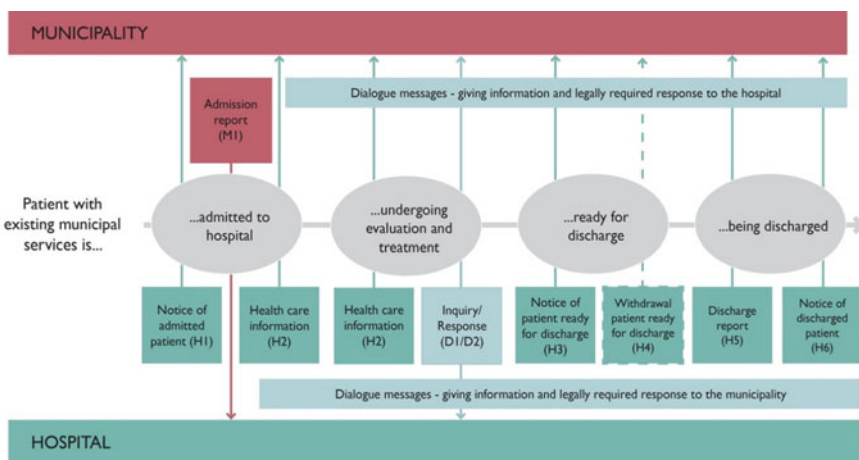 MUNICIPALITY
Dialogue messages - giving information and legally required response to the hospital
Admission
report
(M1)
Patient with
existing municipal
services is...
...admitted to
hospital
...undergoing
evaluation and
treatment
...ready for
discharge
...being discharged
Notice of
admitted
patient (H1)
Health care
information (H2)
Health care
information
(H2)
Inquiry/
Response
(D1/D2)
Notice of
patient ready
for discharge
(H3)
Withdrawal
patient ready
for discharge
(H4)
Discharge
report
(H5)
Notice of
discharged
patient
(H6)
Dialogue messages - giving information and legally required response to the municipality
HOSPITAL